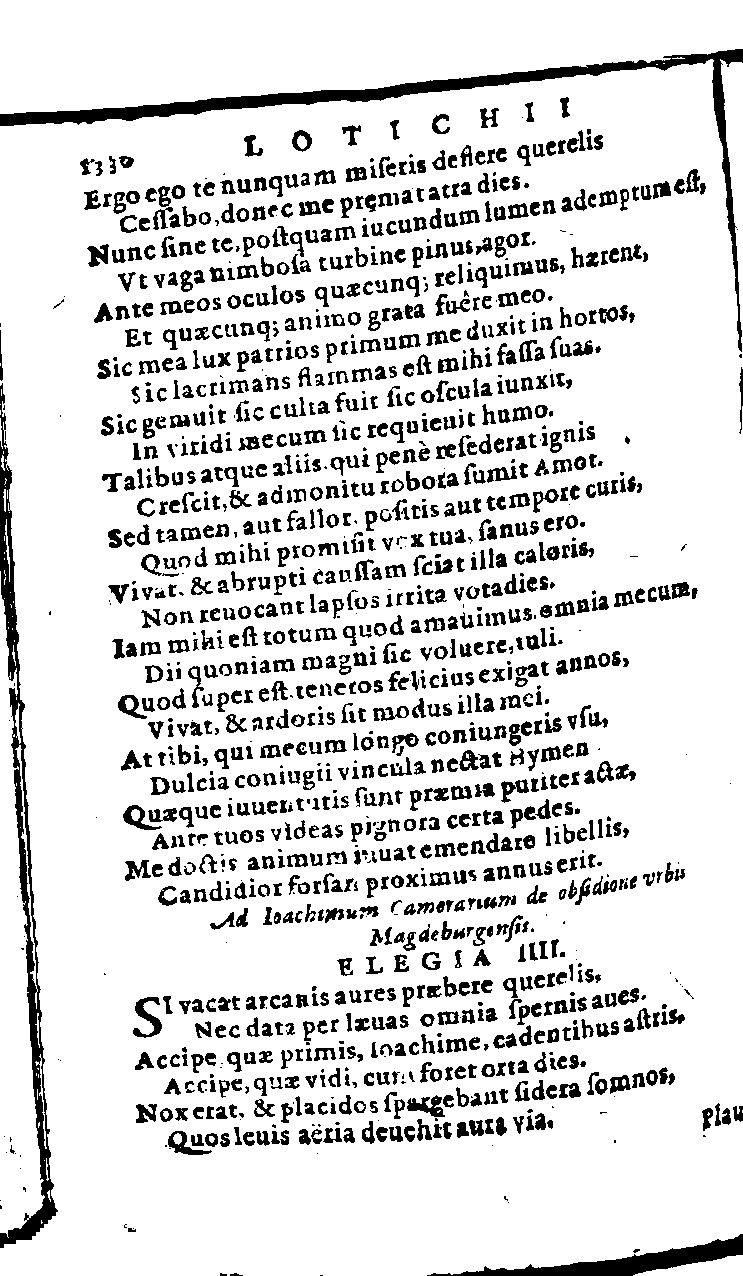 1330 LOTICHII
Ergo ego te nunquam miſeris deflere querelis
Ceſſabo, donec me premat atra dies.
Nunc ſine te, poſtquam iucundum lumen ademptum eſt,
Vt vaga nimboſa turbine pinus, agor.
Ante meos oculos quæcunq; reliquimus, hærent,
Et quæcunq; animo grata fuêre meo.
Sic mea lux patrios primum me duxit in hortos,
Sic lacrimans flammas eſt mihi faſſa ſuas.
Sic gemuit ſic culta fuit ſic oſcula iunxit,
In viridi mecum ſic requieuit humo.
Talibus atque aliis. qui penè reſederat ignis
Creſcit, & admonitu robora ſumit Amor.
Sed tamen, aut fallor, poſitis aut tempore curis,
Quod mihi promiſit vox tua, ſanus ero.
Vivat, & abrupti cauſſam ſciat illa caloris,
Non reuocant lapſos irrita vota dies.
Iam mihi eſt totum quod amauimus, omnia mecum,
Dii quoniam magni ſic voluere, tuli.
Quod ſupereſt. teneros felicius exigat annos,
Vivat, & ardoris ſit modus illa mei.
At tibi, qui mecum longo coniungeris vſu,
Dulcia coniugii vincula nectat Hymen
Quæque iuuentutis ſunt præmia puriter actæ,
Ante tuos videas pignora certa pedes.
Me doctis animum iuuat emendare libellis,
Candidior forſan proximus annus erit.
Ad Ioachimum Camerarium de obſidione vrbis
Magdeburgenſis.
ELEGIA IIII.
SI vacat arcanis aures præbere querelis,
Nec data per læuas omnia ſpernis aues.
Accipe, quæ primis, Ioachime, cadentibus aſtris,
Accipe, quæ vidi, cum foret orta dies.
Nox erat, & placidos ſpargebant ſidera ſomnos,
Quos leuis aëria deuehit aura via.
Plau